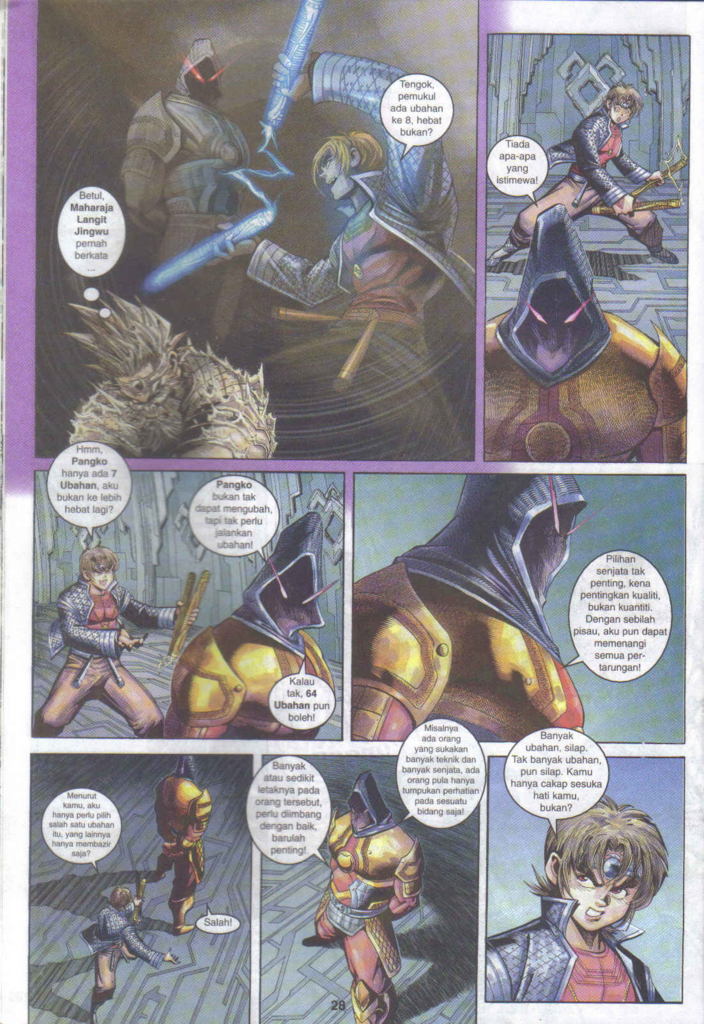 Betul,
Maharaja
Langit
Jingwu
pernah
berkata
...
Tengok,
pemukul
ada ubahan
ke 8, hebat
bukan?
Tiada
apa-apa
yang
istimewa!
Hmm,
Pangko
hanya ada 7
Ubahan, aku
bukan ke lebih
hebat lagi?
Pangko
bukan tak
dapat mengubah,
tapi tak perlu
jalankan
ubahan!
Kalau
tak, 64
Ubahan pun
boleh!
Pilihan
senjata tak
penting, kena
pentingkan kualiti,
bukan kuantiti.
Dengan sebilah
pisau, aku pun dapat
memenangi
semua per-
tarungan!
Menurut
kamu, aku
hanya perlu pilih
salah satu ubahan
itu, yang lainnya
hanya membazir
saja?
Salah!
Banyak
atau sedikit
letaknya pada
orang tersebut,
perlu diimbang
dengan baik,
barulah
penting!
Misalnya
ada orang
yang sukakan
banyak teknik dan
banyak senjata, ada
orang pula hanya
tumpukan perhatian
pada sesuatu
bidang saja!
Banyak
ubahan, silap.
Tak banyak ubahan,
pun silap. Kamu
hanya cakap sesuka
hati kamu,
bukan?
28